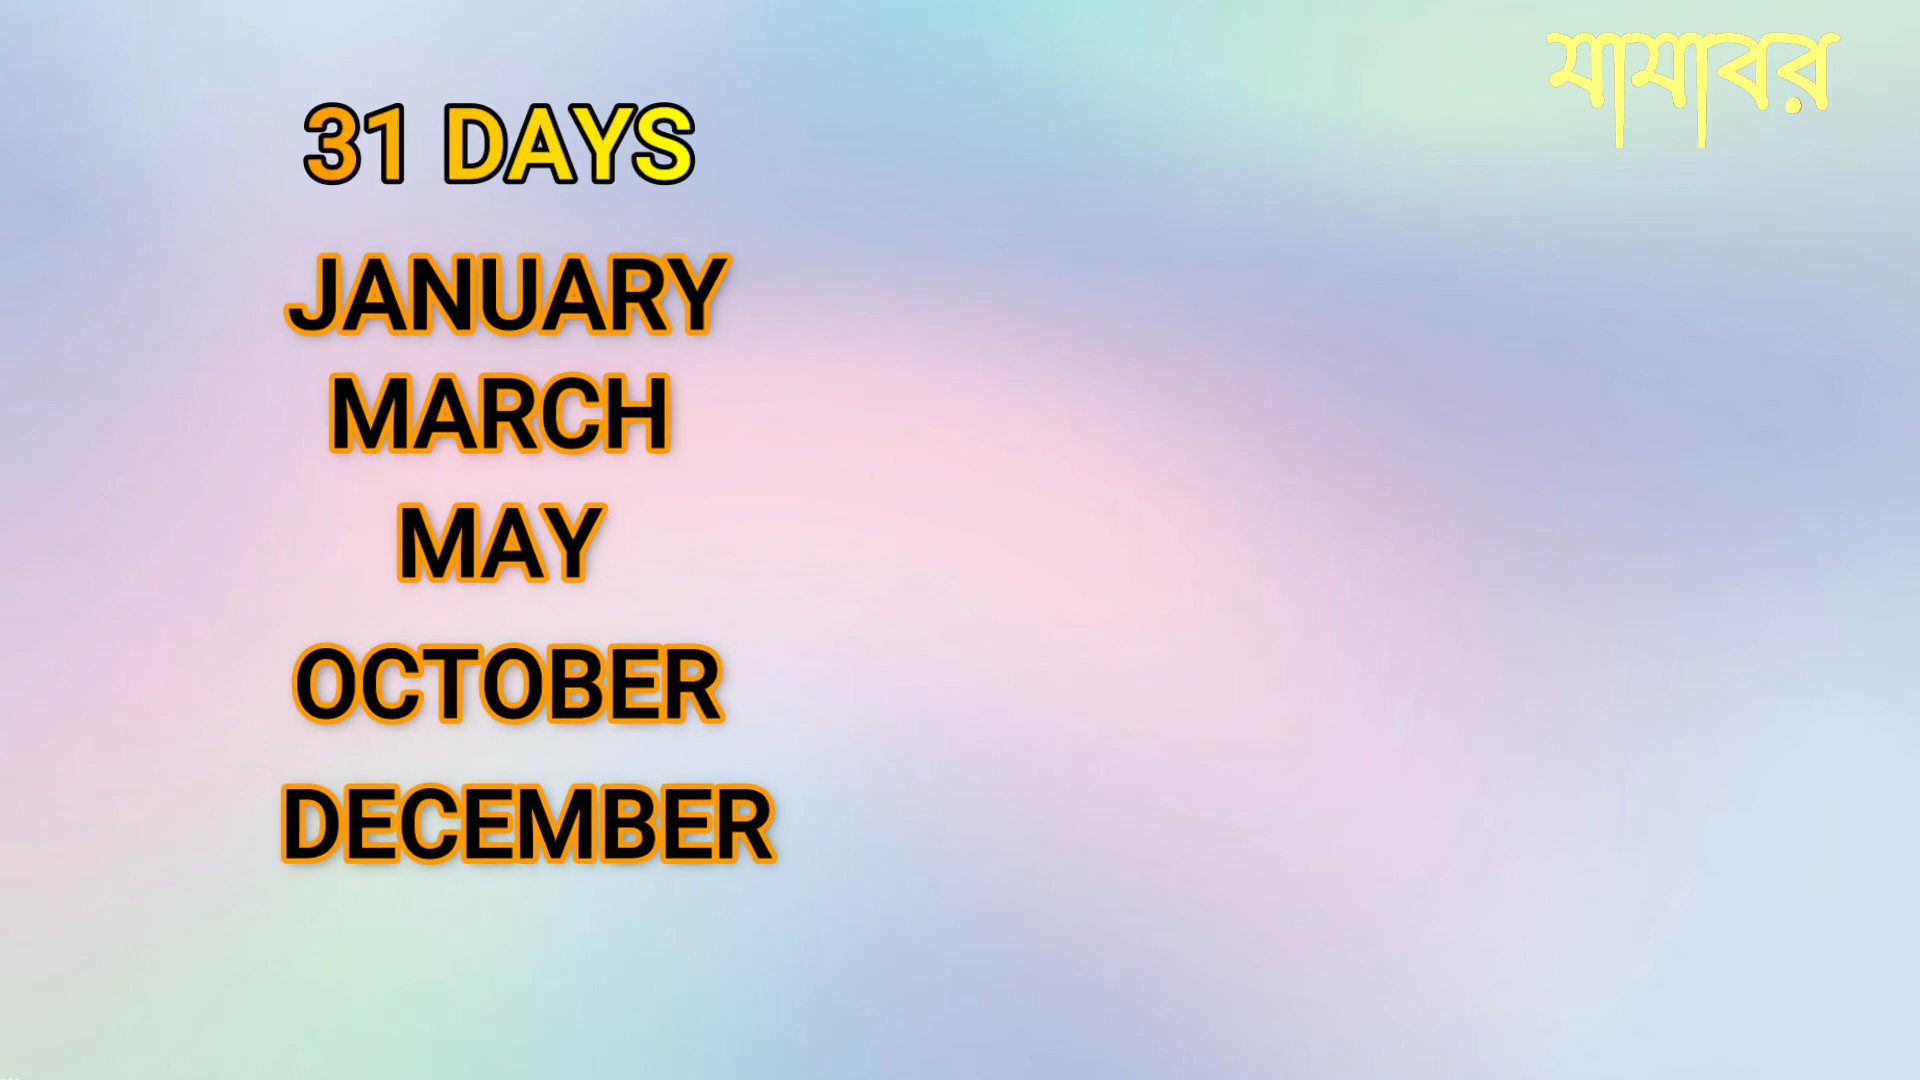 যাযাবর
31 DAYS
JANUARY
MARCH
MAY
OCTOBER
DECEMBER